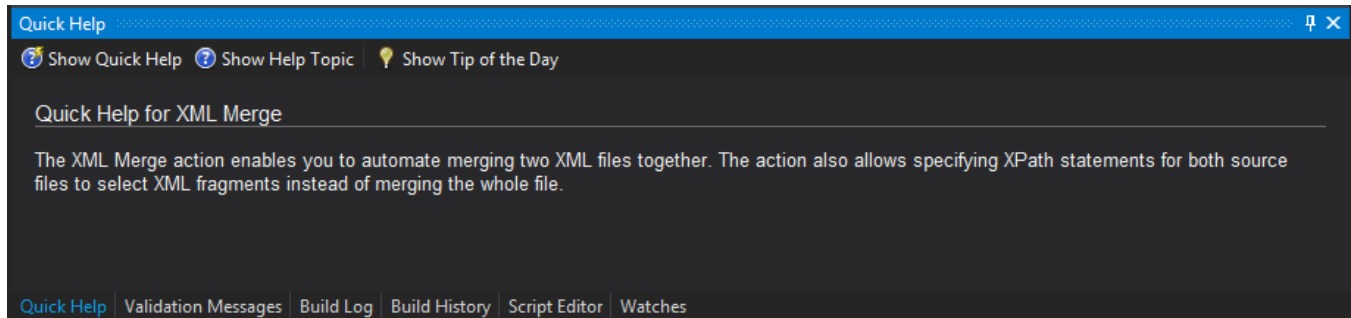 Quick Help
Show Quick Help Show Help Topic Show Tip of the Day
Quick Help for XML Merge
The XML Merge action enables you to automate merging two XML files together. The action also allows specifying XPath statements for both source
files to select XML fragments instead of merging the whole file.
Quick Help Validation Messages Build Log Build History Script Editor Watches